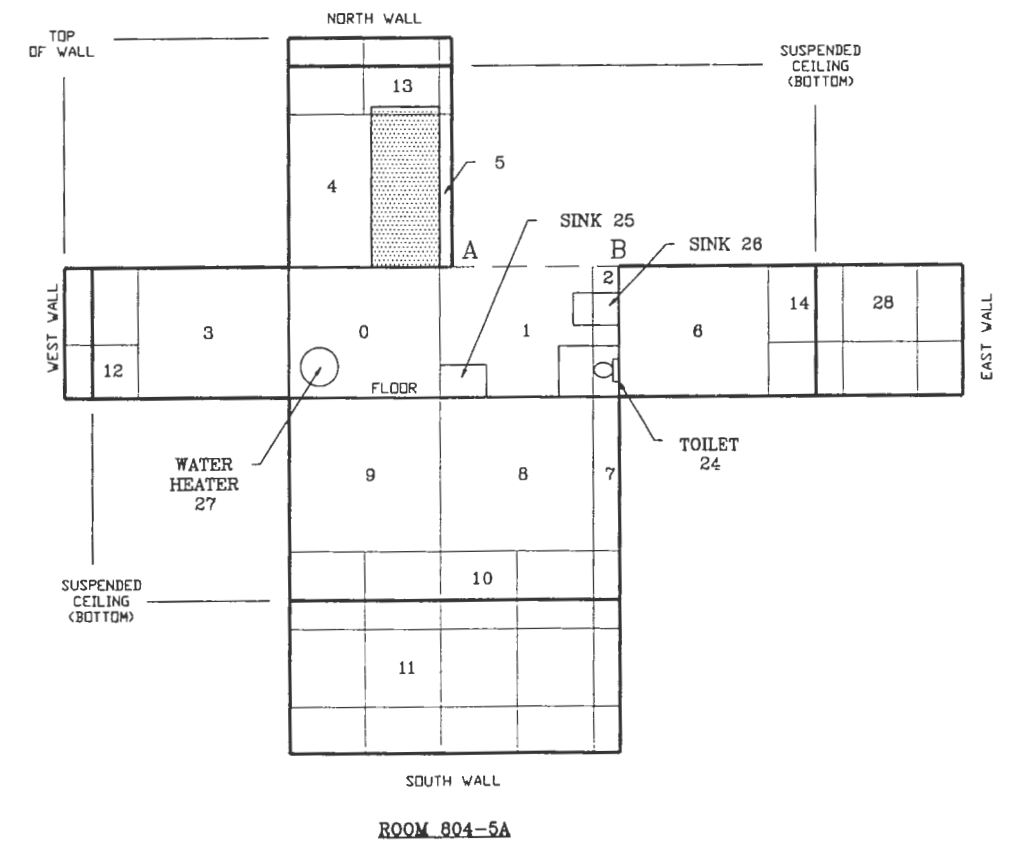 NORTH WALL
TOP
OF WALL
SUSPENDED
CEILING
(BOTTOM)
13
4
5
SINK 25
A
B
SINK 26
2
WEST WALL
3
0
1
6
14
28
EAST WALL
12
FLOOR
TOILET
24
WATER
HEATER
27
9
8
7
SUSPENDED
CEILING
(BOTTOM)
10
11
SOUTH WALL
ROOM 804-5A